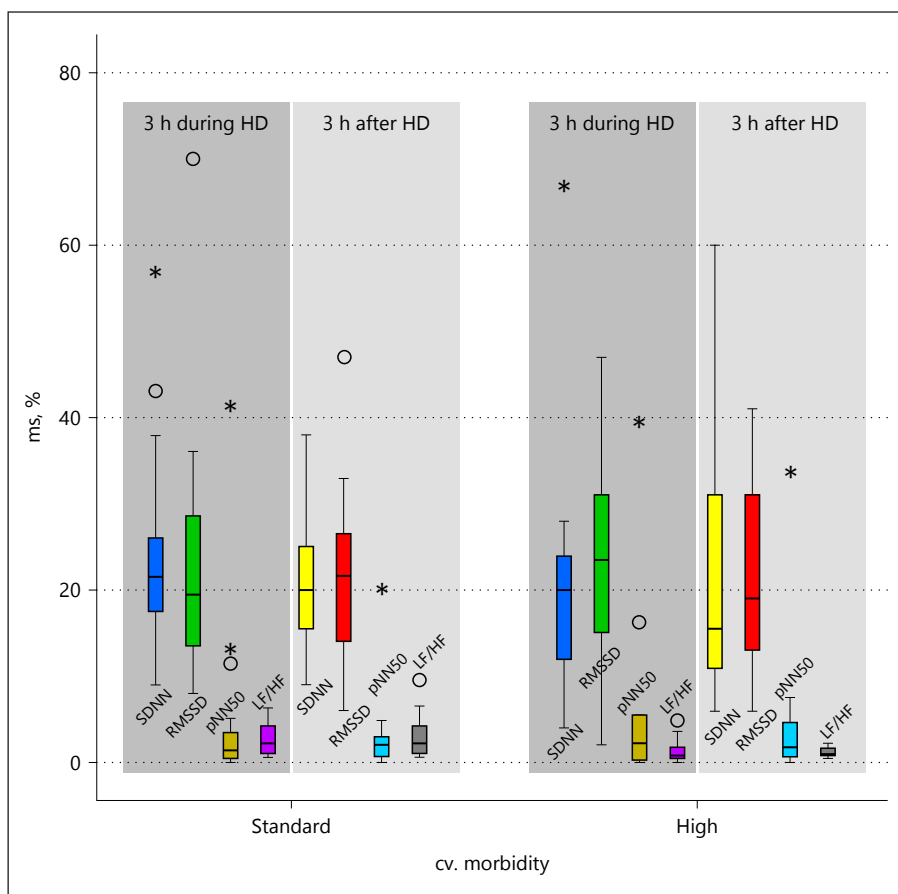 80
60
40
20
0
ms, %
3 h during HD
3 h after HD
SDNN
RMSSD
pNN50
LF/HF
SDNN
RMSSD
pNN50
LF/HF
3 h during HD
3 h after HD
SDNN
RMSSD
pNN50
LF/HF
SDNN
RMSSD
pNN50
LF/HF
Standard
High
cv. morbidity